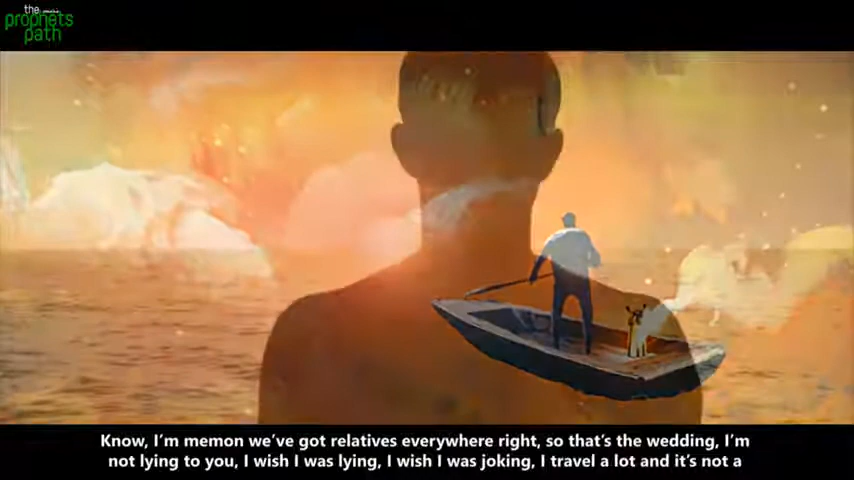 the
prophets
path
Know, I'm memon we've got relatives everywhere right, so that's the wedding, I'm
not lying to you, I wish I was lying, I wish I was joking, I travel a lot and it's not a